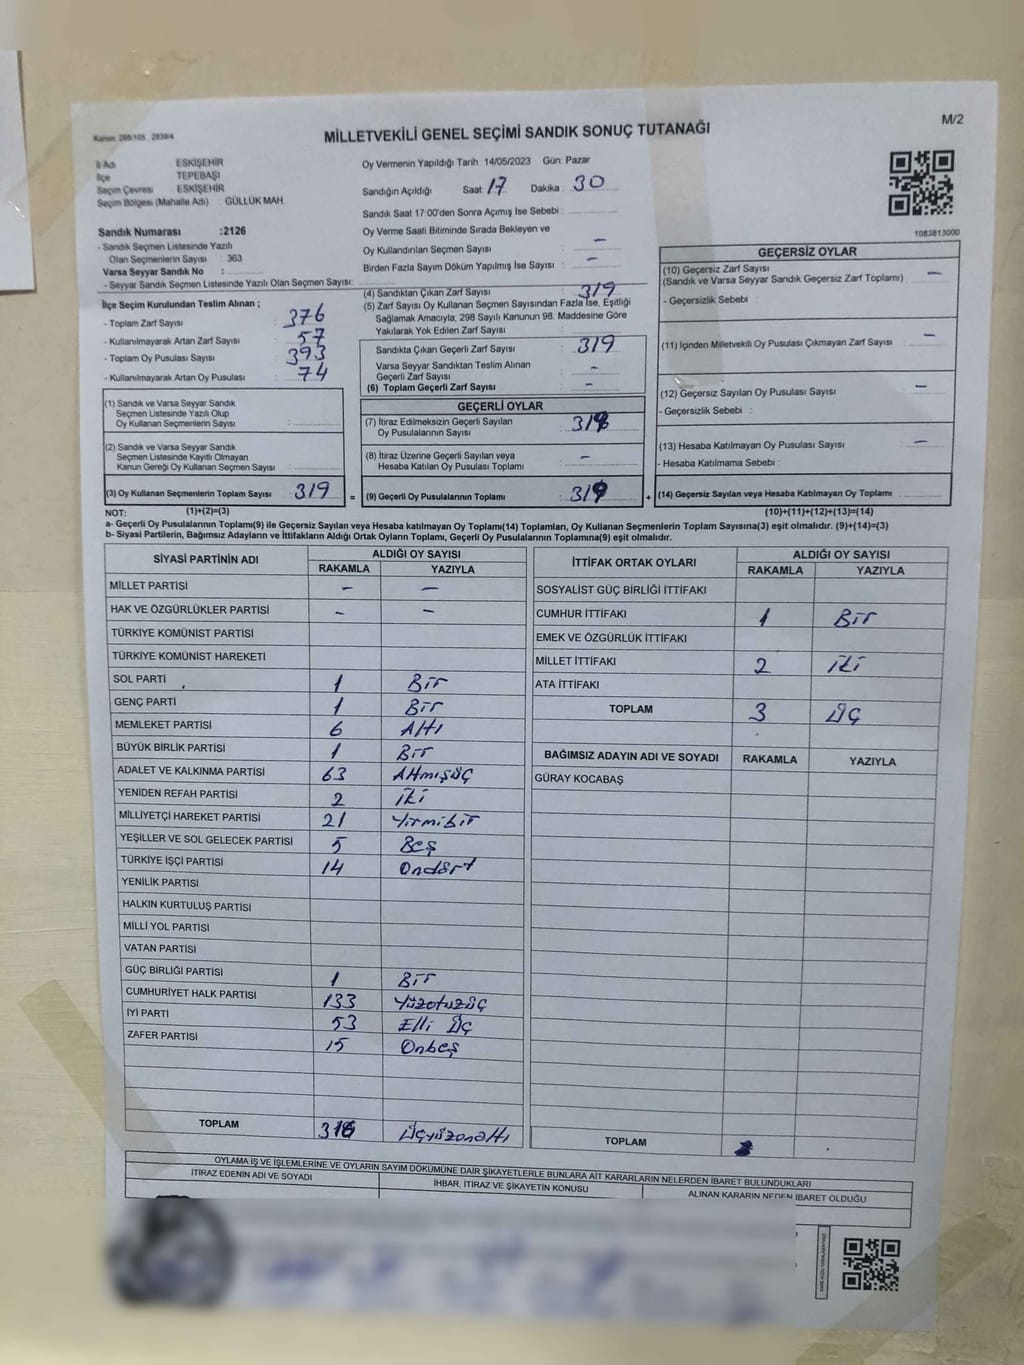 Kanun: 298/105 , 2839/4
MİLLETVEKİLİ GENEL SEÇİMİ SANDIK SONUÇ TUTANAĞI
M/2
İl Adı ESKİŞEHİR
İlçe TEPEBAŞI
Seçim Çevresi ESKİŞEHİR
Seçim Bölgesi (Mahalle Adı) : GÜLLÜK MAH.
Sandık Numarası :2126
- Sandık Seçmen Listesinde Yazılı
Olan Seçmenlerin Sayısı : 363
Varsa Seyyar Sandık No :
- Seyyar Sandık Seçmen Listesinde Yazılı Olan Seçmen Sayısı:
Oy Vermenin Yapıldığı Tarih 14/05/2023 Gün: Pazar
Sandığın Açıldığı Saat: 17 Dakika : 30
Sandık Saat 17:00'den Sonra Açımış İse Sebebi :
Oy Verme Saati Bitiminde Sırada Bekleyen ve
Oy Kullandırılan Seçmen Sayısı : -
Birden Fazla Sayım Döküm Yapılmış İse Sayısı : -
1083813000
İlçe Seçim Kurulundan Teslim Alınan ;
- Toplam Zarf Sayısı : 376
- Kullanılmayarak Artan Zarf Sayısı : 57
- Toplam Oy Pusulası Sayısı : 393
- Kullanılmayarak Artan Oy Pusulası : 74
(4) Sandıktan Çıkan Zarf Sayısı : 319
(5) Zarf Sayısı Oy Kullanan Seçmen Sayısından Fazla İse, Eşitliği
Sağlamak Amacıyla, 298 Sayılı Kanunun 98. Maddesine Göre
Yakılarak Yok Edilen Zarf Sayısı :
Sandıkta Çıkan Geçerli Zarf Sayısı : 319
Varsa Seyyar Sandıktan Teslim Alınan
Geçerli Zarf Sayısı : -
(6) Toplam Geçerli Zarf Sayısı : -
GEÇERSİZ OYLAR
(10) Geçersiz Zarf Sayısı : -
(Sandık ve Varsa Seyyar Sandık Geçersiz Zarf Toplamı)
- Geçersizlik Sebebi :
(11) İçinden Milletvekili Oy Pusulası Çıkmayan Zarf Sayısı : -
(12) Geçersiz Sayılan Oy Pusulası Sayısı : -
- Geçersizlik Sebebi :
(13) Hesaba Katılmayan Oy Pusulası Sayısı : -
- Hesaba Katılmama Sebebi :
(14) Geçersiz Sayılan veya Hesaba Katılmayan Oy Toplamı :
(10)+(11)+(12)+(13)=(14)
(1) Sandık ve Varsa Seyyar Sandık
Seçmen Listesinde Yazılı Olup
Oy Kullanan Seçmenlerin Sayısı :
(2) Sandık ve Varsa Seyyar Sandık
Seçmen Listesinde Kayıtlı Olmayan
Kanun Gereği Oy Kullanan Seçmen Sayısı :
(3) Oy Kullanan Seçmenlerin Toplam Sayısı : 319 =
GEÇERLİ OYLAR
(7) İtiraz Edilmeksizin Geçerli Sayılan
Oy Pusulalarının Sayısı : 319
(8) İtiraz Üzerine Geçerli Sayılan veya
Hesaba Katılan Oy Pusulası Toplamı : -
(9) Geçerli Oy Pusulalarının Toplamı : 319 +
NOT: (1)+(2)=(3)
a- Geçerli Oy Pusulalarının Toplamı(9) ile Geçersiz Sayılan veya Hesaba katılmayan Oy Toplamı(14) Toplamları, Oy Kullanan Seçmenlerin Toplam Sayısına(3) eşit olmalıdır. (9)+(14)=(3)
b- Siyasi Partilerin, Bağımsız Adayların ve İttifakların Aldığı Ortak Oyların Toplamı, Geçerli Oy Pusulalarının Toplamına(9) eşit olmalıdır.
SİYASİ PARTİNİN ADI ALDIĞI OY SAYISI
RAKAMLA YAZIYLA
MİLLET PARTİSİ - -
HAK VE ÖZGÜRLÜKLER PARTİSİ - -
TÜRKİYE KOMÜNİST PARTİSİ
TÜRKİYE KOMÜNİST HAREKETİ
SOL PARTİ 1 Bir
GENÇ PARTİ 1 Bir
MEMLEKET PARTİSİ 6 Altı
BÜYÜK BİRLİK PARTİSİ 1 Bir
ADALET VE KALKINMA PARTİSİ 63 Altmışüç
YENİDEN REFAH PARTİSİ 2 iki
MİLLİYETÇİ HAREKET PARTİSİ 21 Yirmibir
YEŞİLLER VE SOL GELECEK PARTİSİ 5 Beş
TÜRKİYE İŞÇİ PARTİSİ 14 Ondört
YENİLİK PARTİSİ
HALKIN KURTULUŞ PARTİSİ
MİLLİ YOL PARTİSİ
VATAN PARTİSİ
GÜÇ BİRLİĞİ PARTİSİ 1 Bir
CUMHURİYET HALK PARTİSİ 133 Yüzotuzüç
İYİ PARTİ 53 Elli Üç
ZAFER PARTİSİ 15 Onbeş
TOPLAM 316 Üçyüzonaltı
İTTİFAK ORTAK OYLARI ALDIĞI OY SAYISI
RAKAMLA YAZIYLA
SOSYALİST GÜÇ BİRLİĞİ İTTİFAKI
CUMHUR İTTİFAKI 1 Bir
EMEK VE ÖZGÜRLÜK İTTİFAKI
MİLLET İTTİFAKI 2 iki
ATA İTTİFAKI
TOPLAM 3 Üç
BAĞIMSIZ ADAYIN ADI VE SOYADI RAKAMLA YAZIYLA
GÜRAY KOCABAŞ
TOPLAM
OYLAMA İŞ VE İŞLEMLERİNE VE OYLARIN SAYIM DÖKÜMÜNE DAİR ŞİKAYETLERLE BUNLARA AİT KARARLARIN NELERDEN İBARET BULUNDUKLARI
İTİRAZ EDENİN ADI VE SOYADI İHBAR, İTİRAZ VE ŞİKAYETİN KONUSU ALINAN KARARIN NEDEN İBARET OLDUĞU